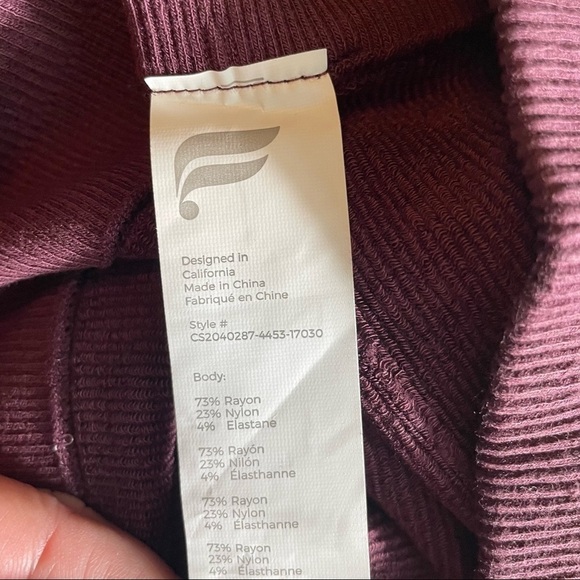 Designed in
California
Made in China
Fabriqué en Chine
Style #
CS2040287-4453-17030
Body:
73% Rayon
23% Nylon
4% Elastane
73% Rayón
23% Nilón
4% Élasthanne
73% Rayon
23% Nylon
4% Élasthanne
73% Rayon
23% Nylon
4% Élasthanne